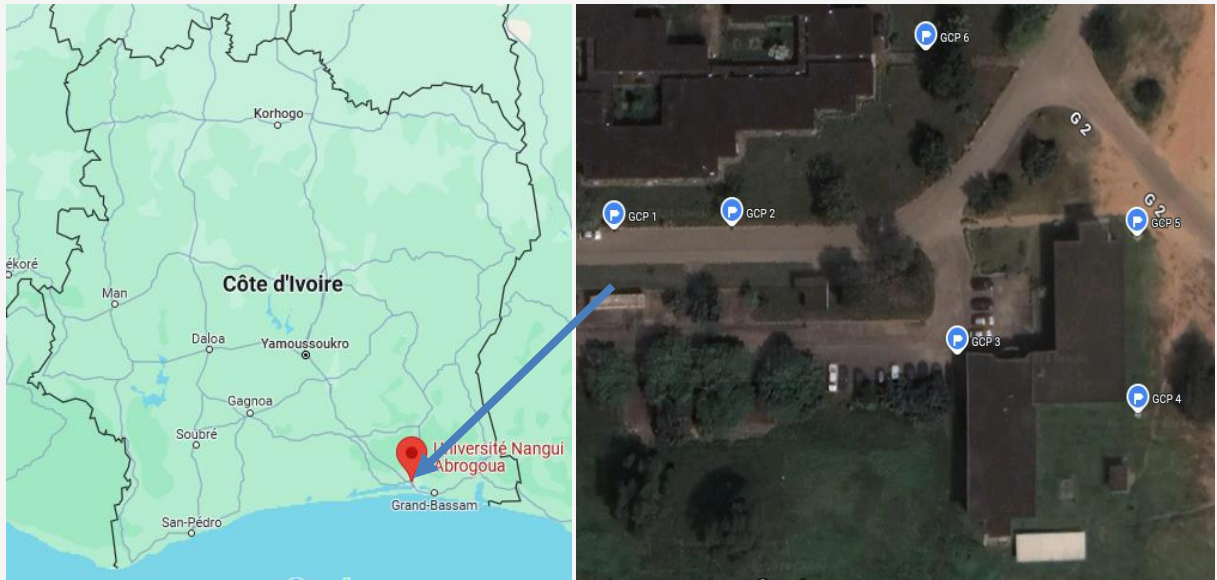 Korhogo
Côte d'Ivoire
ékoré
Man
Daloa
Yamoussoukro
Gagnoa
Soubré
Université Nangui
Abrogoua
Grand-Bassam
San-Pédro
GCP 6
G 2
GCP 1
GCP 2
G 2
GCP 5
GCP 3
GCP 4